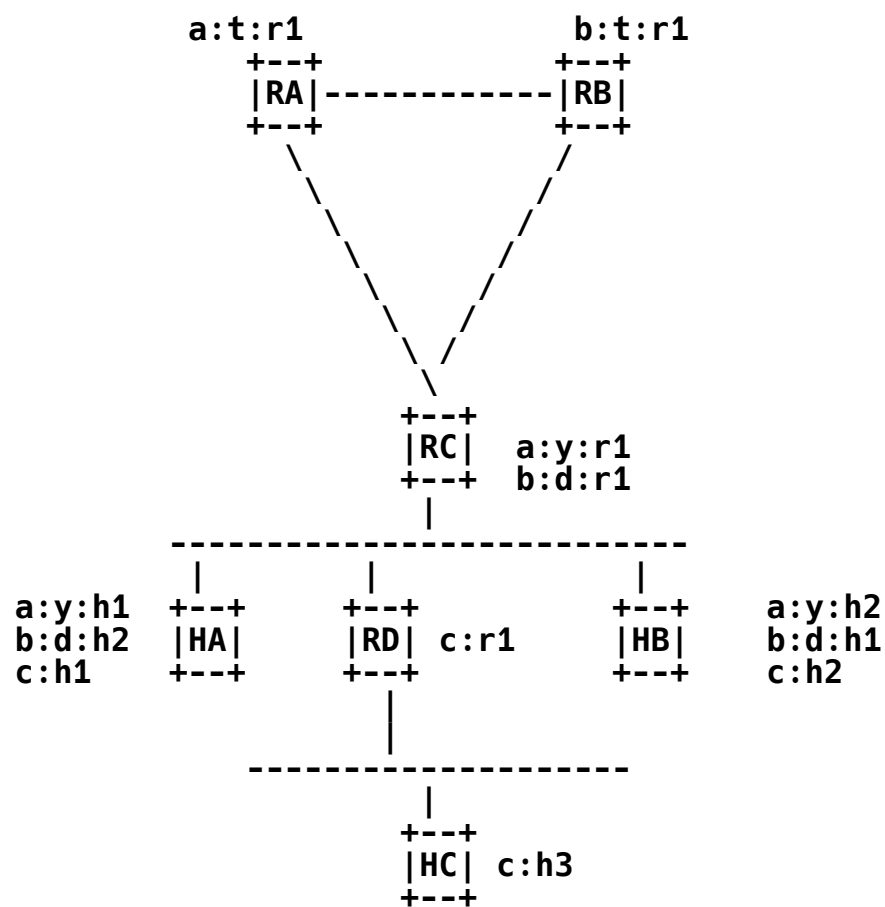 a:t:r1 b:t:r1
+--+ +--+
|RA|------------|RB|
+--+ +--+
\ /
\ /
\ /
\ /
\ /
\ /
\ /
\
+--+
|RC| a:y:r1
+--+ b:d:r1
|
---------------------------
| | |
a:y:h1 +--+ +--+ +--+ a:y:h2
b:d:h2 |HA| |RD| c:r1 |HB| b:d:h1
c:h1 +--+ +--+ +--+ c:h2
|
|
--------------------
|
+--+
|HC| c:h3
+--+